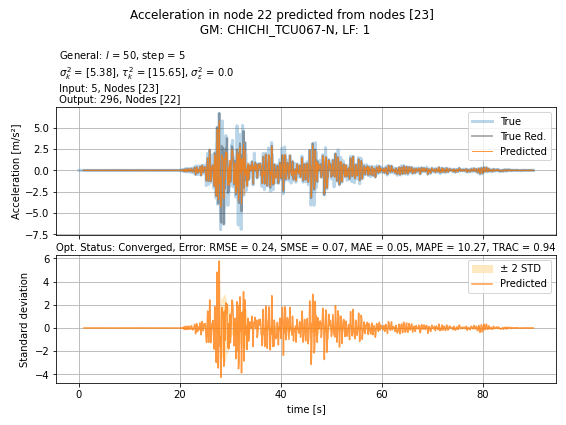 Acceleration in node 22 predicted from nodes [23]
GM: CHICHI_TCU067-N, LF: 1
General: l = 50, step = 5
σ²ₖ = [5.38], τ²ₖ = [15.65], σ²ε = 0.0
Input: 5, Nodes [23]
Output: 296, Nodes [22]
True
True Red.
Predicted
Acceleration [m/s²]
5.0
2.5
0.0
−2.5
−5.0
−7.5
Opt. Status: Converged, Error: RMSE = 0.24, SMSE = 0.07, MAE = 0.05, MAPE = 10.27, TRAC = 0.94
± 2 STD
Predicted
Standard deviation
6
4
2
0
−2
−4
0 20 40 60 80
time [s]